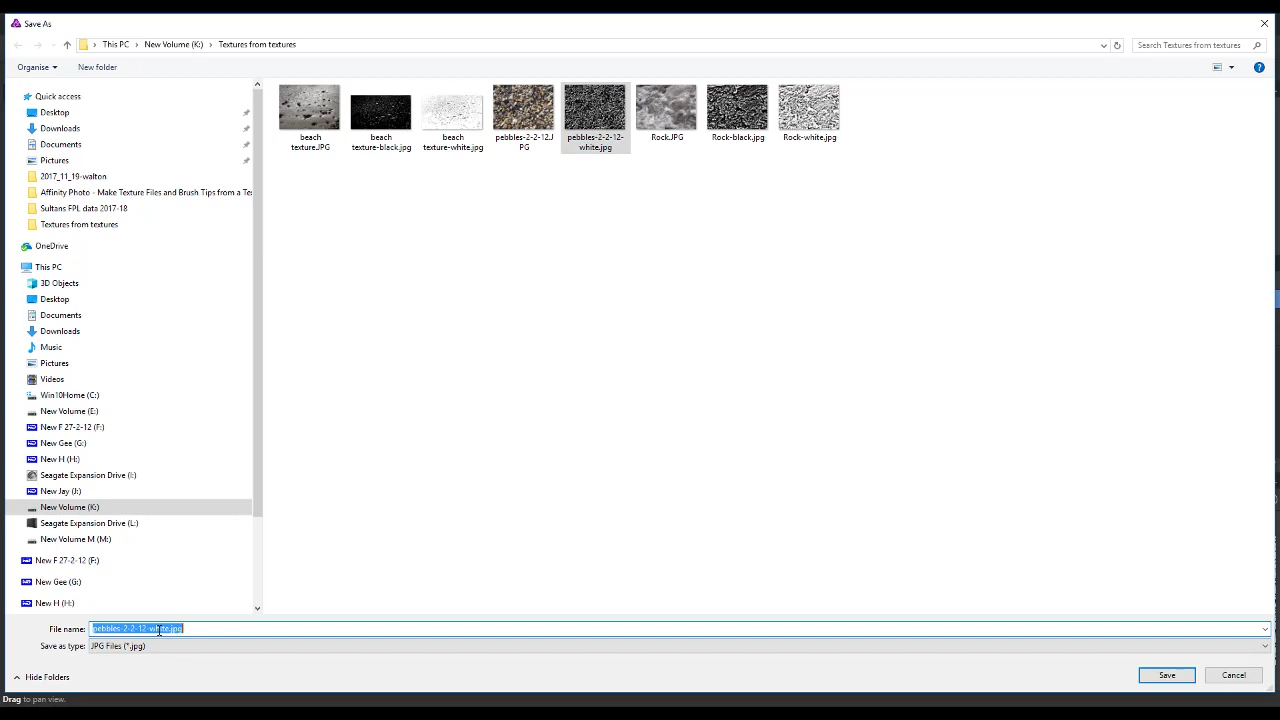 Save As
This PC
New Volume (K:)
Textures from textures
Search Textures from textures
Organise
New folder
Quick access
Desktop
Downloads
Documents
Pictures
2017_11_19-walton
Affinity Photo - Make Texture Files and Brush Tips from a Te
Sultans FPL data 2017-18
Textures from textures
OneDrive
This PC
3D Objects
Desktop
Documents
Downloads
Music
Pictures
Videos
Win10Home (C:)
New Volume (E:)
New F 27-2-12 (F:)
New Gee (G:)
New H (H:)
Seagate Expansion Drive (I:)
New Jay (J:)
New Volume (K:)
Seagate Expansion Drive (L:)
New Volume M (M:)
New F 27-2-12 (F:)
New Gee (G:)
New H (H:)
beach
texture.JPG
beach
texture-black.jpg
beach
texture-white.jpg
pebbles-2-2-12.J
PG
pebbles-2-2-12-
white.jpg
Rock.JPG
Rock-black.jpg
Rock-white.jpg
File name:
pebbles-2-2-12-white.jpg
Save as type:
JPG Files (*.jpg)
Hide Folders
Save
Cancel
Drag to pan view.